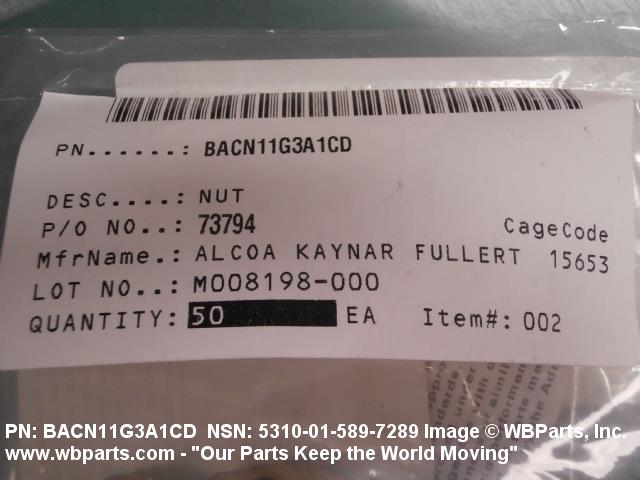 PN......: BACN11G3A1CD
DESC....: NUT
P/O NO..: 73794 CageCode
MfrName.: ALCOA KAYNAR FULLERT 15653
LOT NO..: M008198-000
QUANTITY: 50 EA Item#: 002
PN: BACN11G3A1CD NSN: 5310-01-589-7289 Image © WBParts, Inc.
www.wbparts.com - "Our Parts Keep the World Moving"